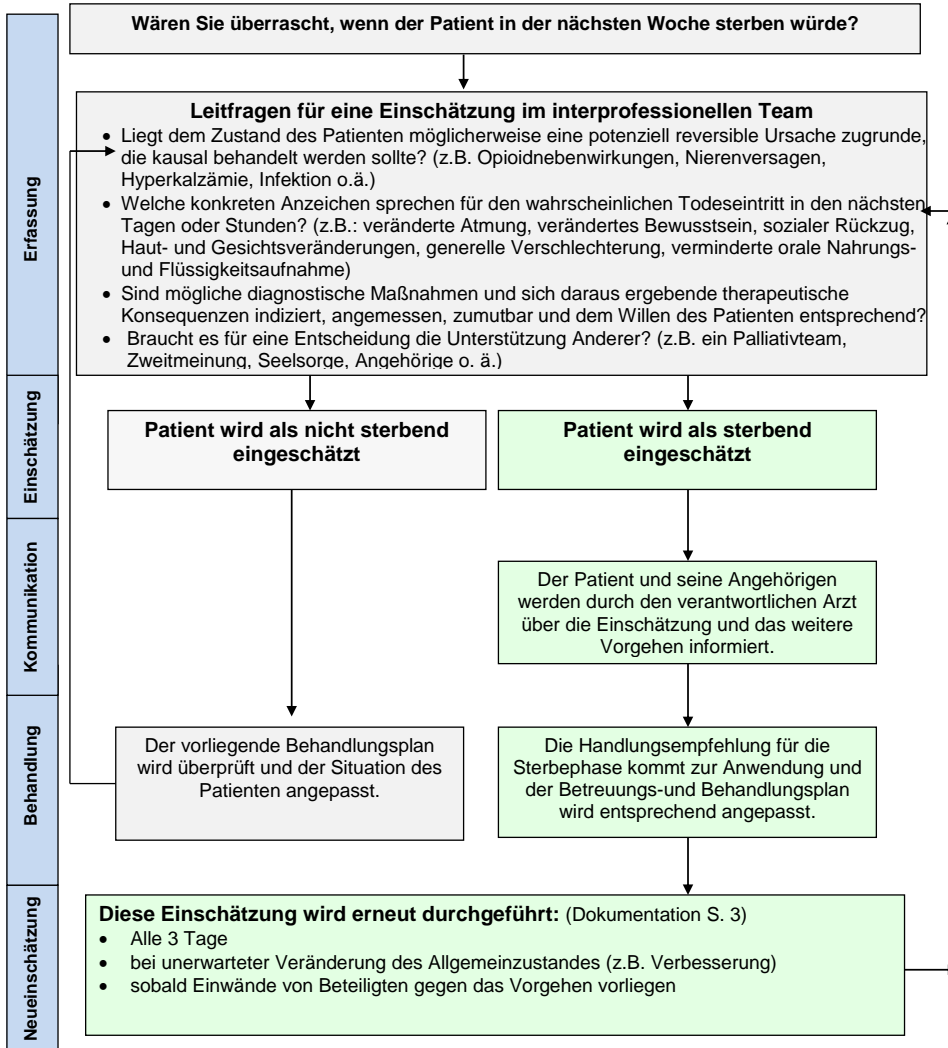 Wären Sie überrascht, wenn der Patient in der nächsten Woche sterben würde?
Erfassung
Leitfragen für eine Einschätzung im interprofessionellen Team
• Liegt dem Zustand des Patienten möglicherweise eine potenziell reversible Ursache zugrunde,
die kausal behandelt werden sollte? (z.B. Opioidnebenwirkungen, Nierenversagen,
Hyperkalzämie, Infektion o.ä.)
• Welche konkreten Anzeichen sprechen für den wahrscheinlichen Todeseintritt in den nächsten
Tagen oder Stunden? (z.B.: veränderte Atmung, verändertes Bewusstsein, sozialer Rückzug,
Haut- und Gesichtsveränderungen, generelle Verschlechterung, verminderte orale Nahrungs-
und Flüssigkeitsaufnahme)
• Sind mögliche diagnostische Maßnahmen und sich daraus ergebende therapeutische
Konsequenzen indiziert, angemessen, zumutbar und dem Willen des Patienten entsprechend?
• Braucht es für eine Entscheidung die Unterstützung Anderer? (z.B. ein Palliativteam,
Zweitmeinung, Seelsorge, Angehörige o. ä.)
Einschätzung
Patient wird als nicht sterbend
eingeschätzt
Patient wird als sterbend
eingeschätzt
Kommunikation
Der Patient und seine Angehörigen
werden durch den verantwortlichen Arzt
über die Einschätzung und das weitere
Vorgehen informiert.
Behandlung
Der vorliegende Behandlungsplan
wird überprüft und der Situation des
Patienten angepasst.
Die Handlungsempfehlung für die
Sterbephase kommt zur Anwendung und
der Betreuungs-und Behandlungsplan
wird entsprechend angepasst.
Neueinschätzung
Diese Einschätzung wird erneut durchgeführt: (Dokumentation S. 3)
• Alle 3 Tage
• bei unerwarteter Veränderung des Allgemeinzustandes (z.B. Verbesserung)
• sobald Einwände von Beteiligten gegen das Vorgehen vorliegen